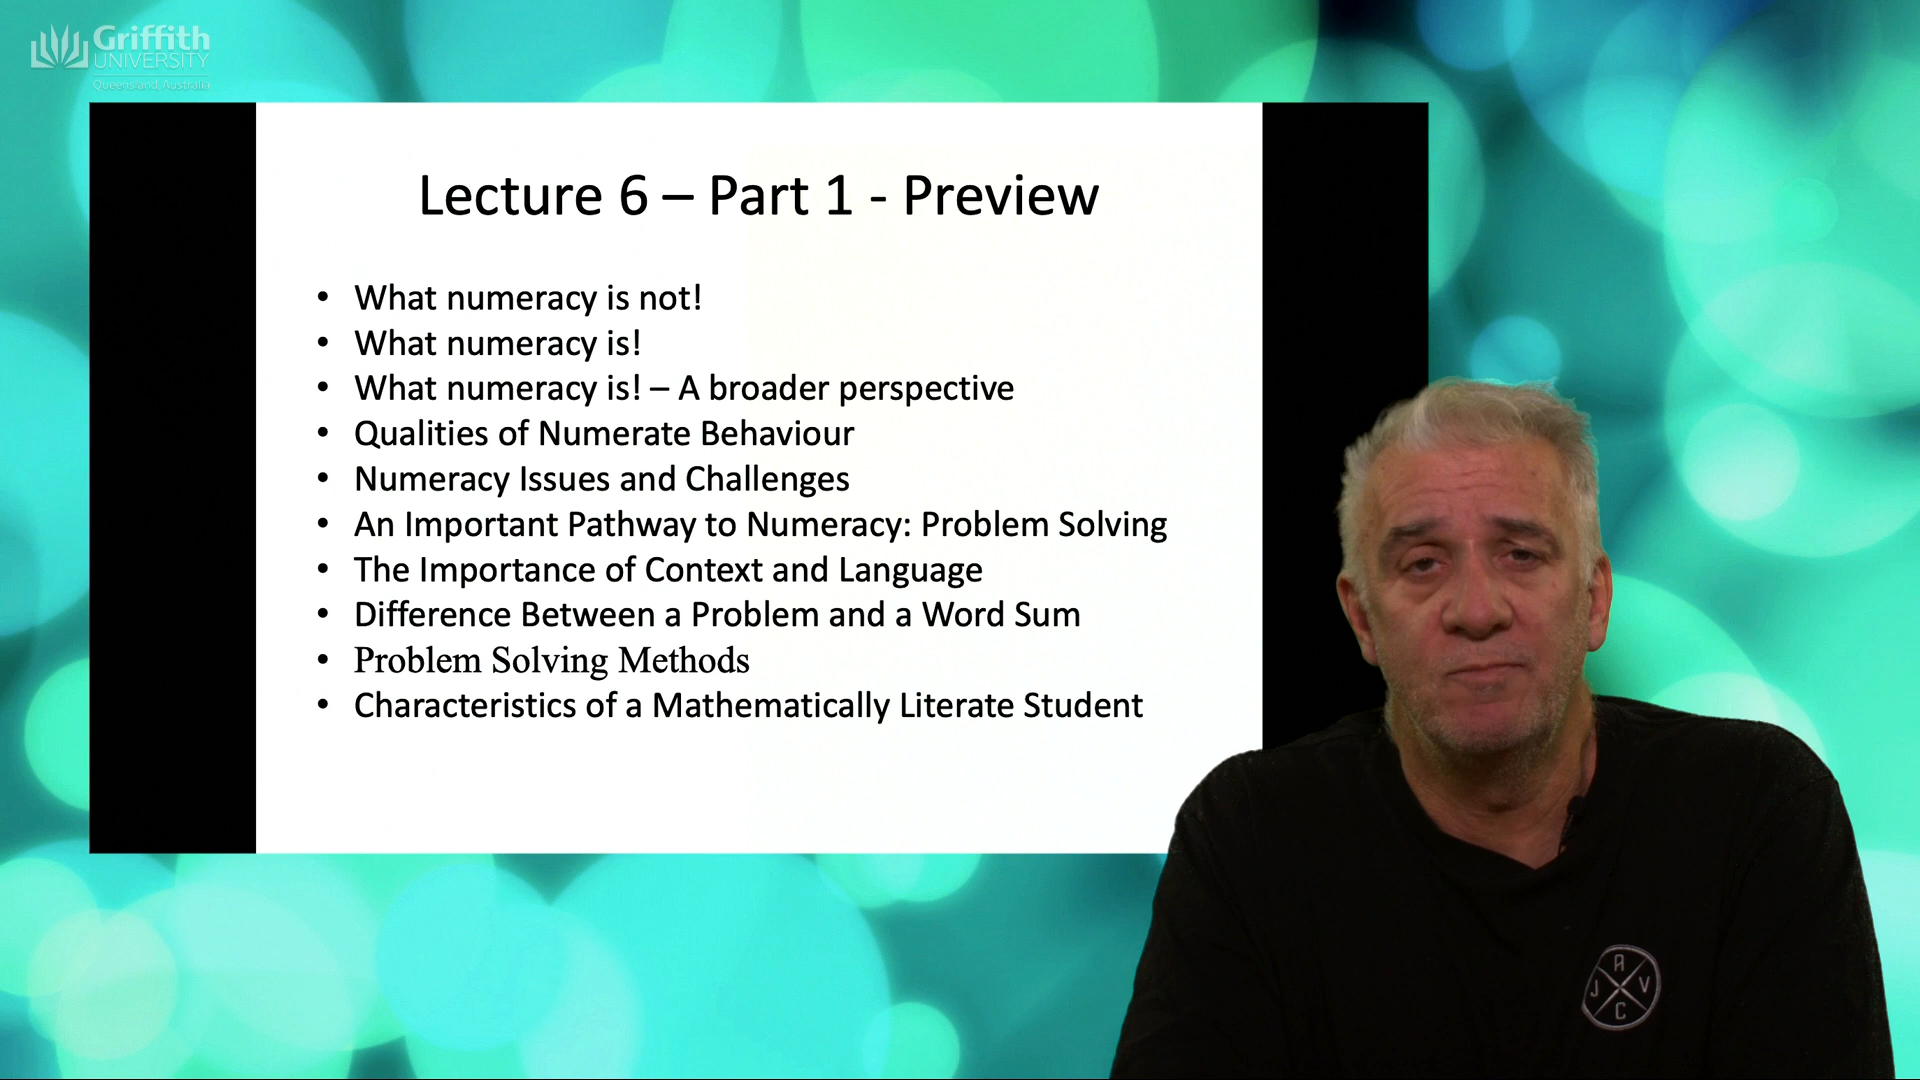 Griffith
UNIVERSITY
Queensland, Australia
Lecture 6 – Part 1 - Preview
• What numeracy is not!
• What numeracy is!
• What numeracy is! – A broader perspective
• Qualities of Numerate Behaviour
• Numeracy Issues and Challenges
• An Important Pathway to Numeracy: Problem Solving
• The Importance of Context and Language
• Difference Between a Problem and a Word Sum
• Problem Solving Methods
• Characteristics of a Mathematically Literate Student
A
J V
C